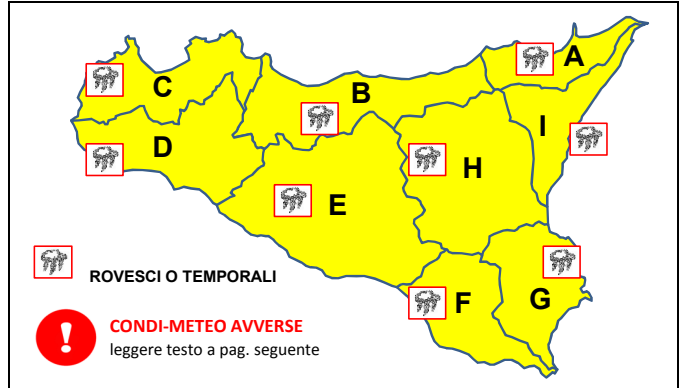 A
C
B
I
D
H
E
ROVESCI O TEMPORALI
F
G
CONDI-METEO AVVERSE
leggere testo a pag. seguente